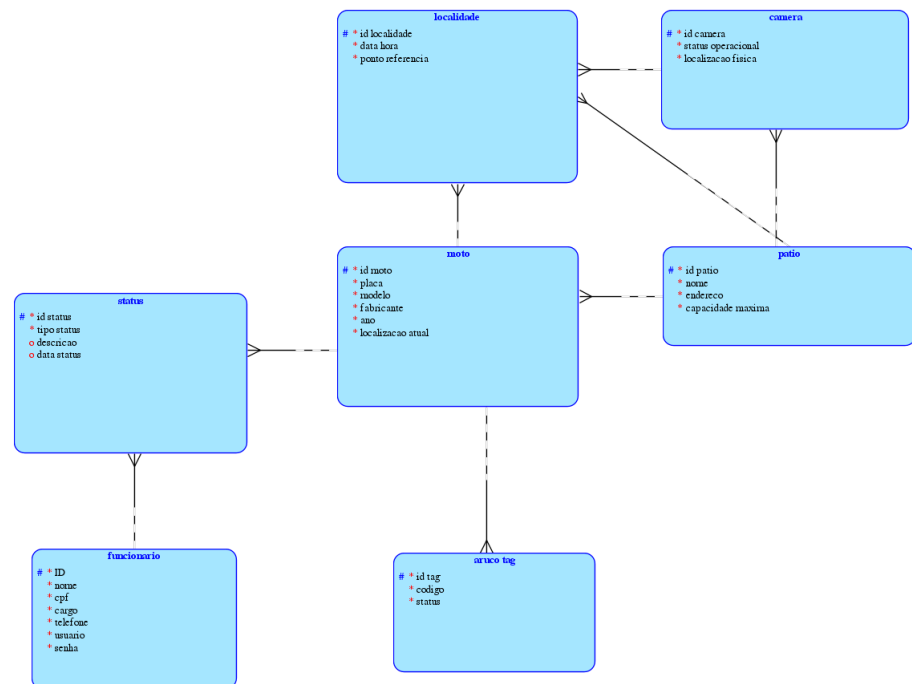 localidade
# * id localidade
* data hora
* ponto referencia
camera
# * id camera
* status operacional
* localizacao fisica
moto
# * id moto
* placa
* modelo
* fabricante
* ano
* localizacao atual
patio
# * id patio
* nome
* endereco
* capacidade maxima
status
# * id status
* tipo status
o descricao
o data status
funcionario
# * ID
* nome
* cpf
* cargo
* telefone
* usuario
* senha
aruco tag
# * id tag
* codigo
* status